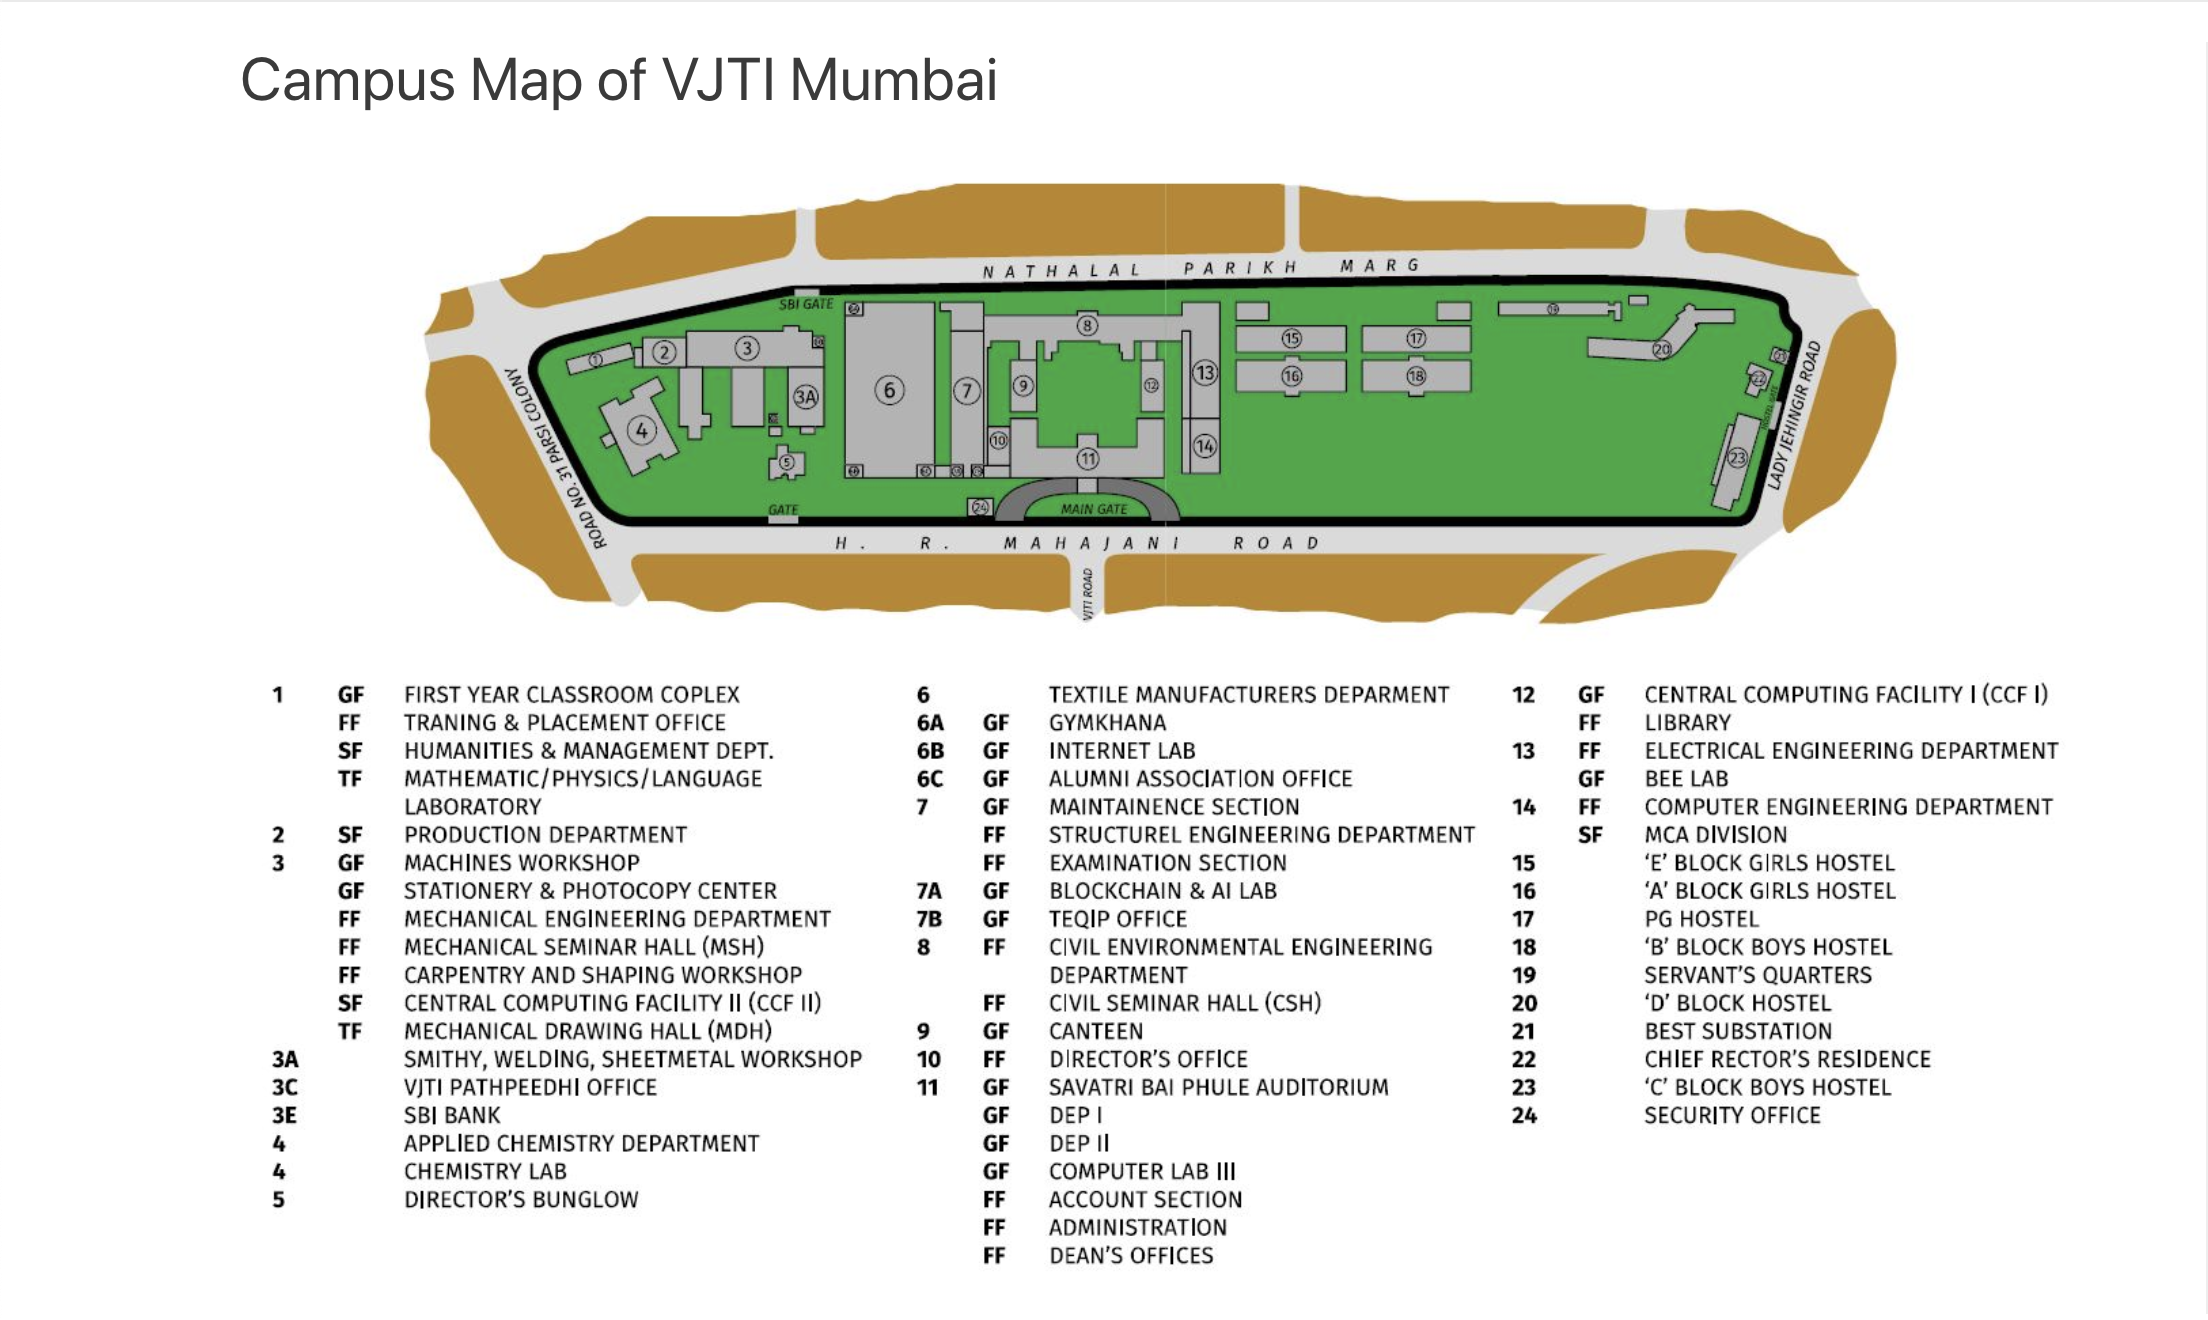 Campus Map of VJTI Mumbai
NATHALAL PARIKH MARG
SBI GATE
1
2
3
3A
4
5
6
7
8
9
10
11
12
13
14
15
16
17
18
19
20
22
23
24
HOSTEL GATE
LADY JEHINGIR ROAD
ROAD NO. 31 PARSI COLONY
GATE
MAIN GATE
H. R. MAHAJANI ROAD
VJTI ROAD
1 GF FIRST YEAR CLASSROOM COPLEX
FF TRANING & PLACEMENT OFFICE
SF HUMANITIES & MANAGEMENT DEPT.
TF MATHEMATIC/PHYSICS/LANGUAGE
LABORATORY
2 SF PRODUCTION DEPARTMENT
3 GF MACHINES WORKSHOP
GF STATIONERY & PHOTOCOPY CENTER
FF MECHANICAL ENGINEERING DEPARTMENT
FF MECHANICAL SEMINAR HALL (MSH)
FF CARPENTRY AND SHAPING WORKSHOP
SF CENTRAL COMPUTING FACILITY II (CCF II)
TF MECHANICAL DRAWING HALL (MDH)
3A SMITHY, WELDING, SHEETMETAL WORKSHOP
3C VJTI PATHPEEDHI OFFICE
3E SBI BANK
4 APPLIED CHEMISTRY DEPARTMENT
4 CHEMISTRY LAB
5 DIRECTOR'S BUNGLOW
6 TEXTILE MANUFACTURERS DEPARMENT
6A GF GYMKHANA
6B GF INTERNET LAB
6C GF ALUMNI ASSOCIATION OFFICE
7 GF MAINTAINENCE SECTION
FF STRUCTUREL ENGINEERING DEPARTMENT
FF EXAMINATION SECTION
7A GF BLOCKCHAIN & AI LAB
7B GF TEQIP OFFICE
8 FF CIVIL ENVIRONMENTAL ENGINEERING
DEPARTMENT
FF CIVIL SEMINAR HALL (CSH)
9 GF CANTEEN
10 FF DIRECTOR'S OFFICE
11 GF SAVATRI BAI PHULE AUDITORIUM
GF DEP I
GF DEP II
GF COMPUTER LAB III
FF ACCOUNT SECTION
FF ADMINISTRATION
FF DEAN'S OFFICES
12 GF CENTRAL COMPUTING FACILITY I (CCF I)
FF LIBRARY
13 FF ELECTRICAL ENGINEERING DEPARTMENT
GF BEE LAB
14 FF COMPUTER ENGINEERING DEPARTMENT
SF MCA DIVISION
15 'E' BLOCK GIRLS HOSTEL
16 'A' BLOCK GIRLS HOSTEL
17 PG HOSTEL
18 'B' BLOCK BOYS HOSTEL
19 SERVANT'S QUARTERS
20 'D' BLOCK HOSTEL
21 BEST SUBSTATION
22 CHIEF RECTOR'S RESIDENCE
23 'C' BLOCK BOYS HOSTEL
24 SECURITY OFFICE